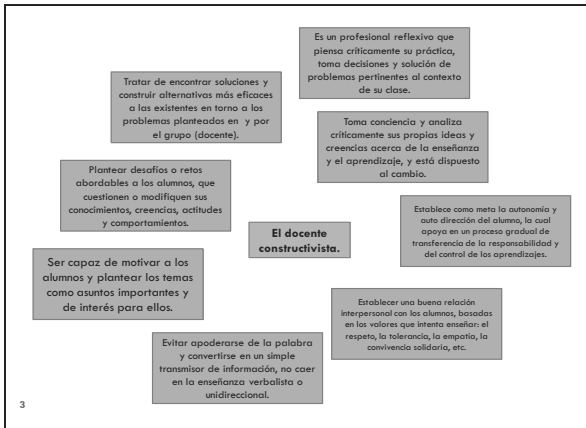 Es un profesional reflexivo que
piensa críticamente su práctica,
toma decisiones y solución de
problemas pertinentes al contexto
de su clase.
Tratar de encontrar soluciones y
construir alternativas más eficaces
a las existentes en torno a los
problemas planteados en y por
el grupo (docente).
Toma conciencia y analiza
críticamente sus propias ideas y
creencias acerca de la enseñanza
y el aprendizaje, y está dispuesto
al cambio.
Plantear desafíos o retos
abordables a los alumnos, que
cuestionen o modifiquen sus
conocimientos, creencias, actitudes
y comportamientos.
Establece como meta la autonomía y
auto dirección del alumno, la cual
apoya en un proceso gradual de
transferencia de la responsabilidad y
del control de los aprendizajes.
El docente
constructivista.
Ser capaz de motivar a los
alumnos y plantear los temas
como asuntos importantes y
de interés para ellos.
Establecer una buena relación
interpersonal con los alumnos, basadas
en los valores que intenta enseñar: el
respeto, la tolerancia, la empatía, la
convivencia solidaria, etc.
Evitar apoderarse de la palabra
y convertirse en un simple
transmisor de información, no caer
en la enseñanza verbalista o
unidireccional.
3